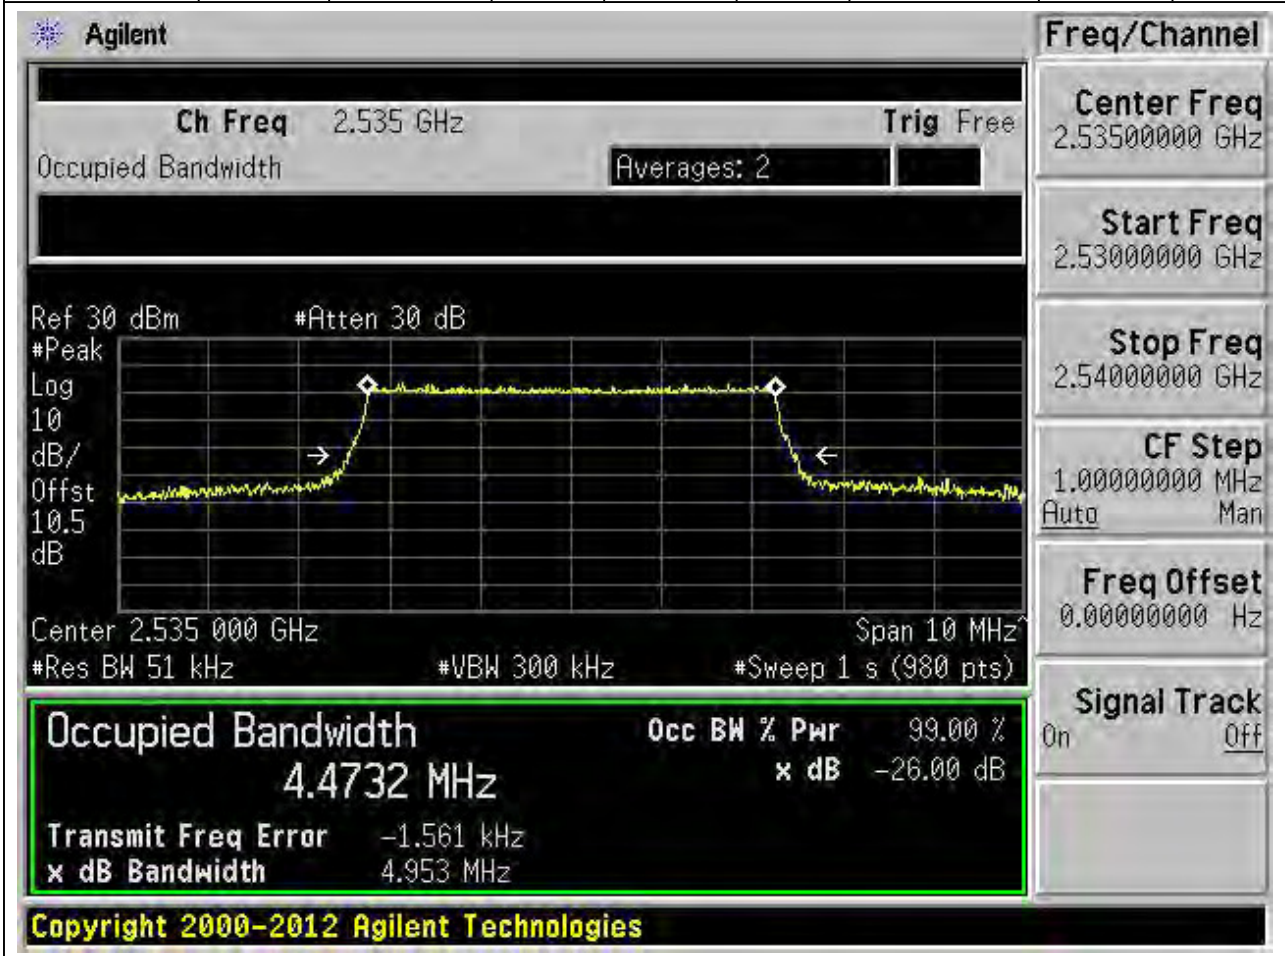 Agilent
Freq/Channel
Ch Freq 2.535 GHz Trig Free
Occupied Bandwidth Averages: 2
Center Freq
2.53500000 GHz
Start Freq
2.53000000 GHz
Stop Freq
2.54000000 GHz
CF Step
1.00000000 MHz
Auto Man
Freq Offset
0.00000000 Hz
Signal Track
On Off
Ref 30 dBm #Atten 30 dB
#Peak
Log
10
dB/
Offst
10.5
dB
Center 2.535 000 GHz Span 10 MHz^
#Res BW 51 kHz #VBW 300 kHz #Sweep 1 s (980 pts)
Occupied Bandwidth Occ BW % Pwr 99.00 %
4.4732 MHz x dB -26.00 dB
Transmit Freq Error -1.561 kHz
x dB Bandwidth 4.953 MHz
Copyright 2000-2012 Agilent Technologies